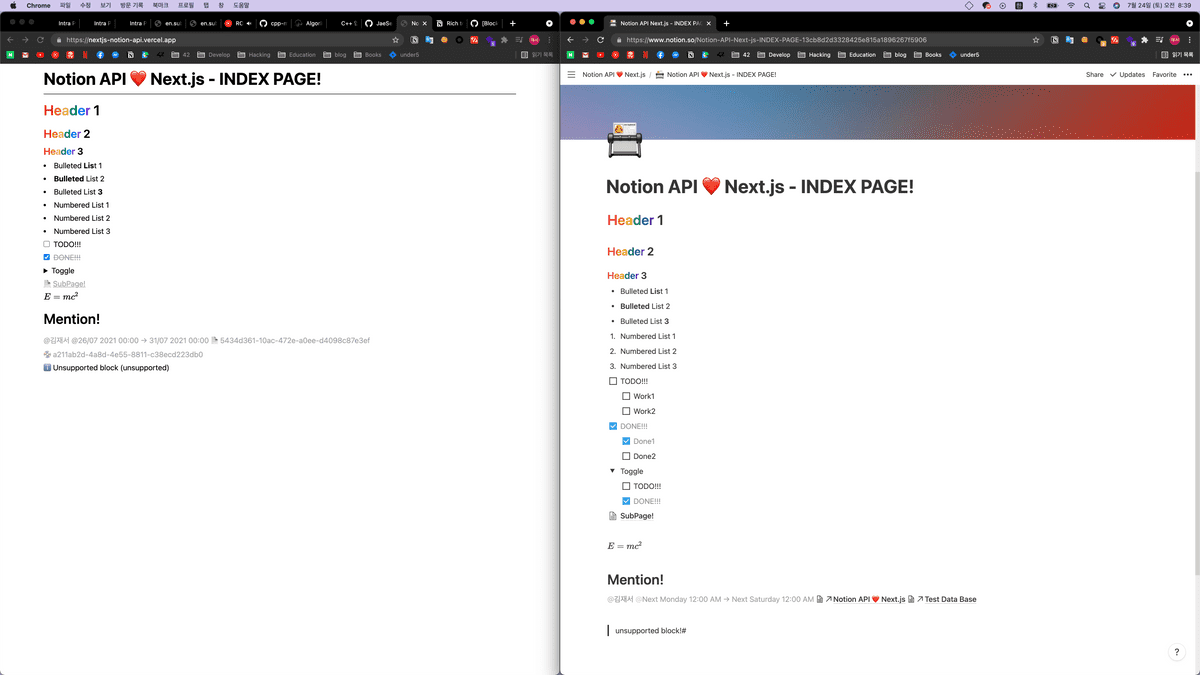 Chrome 파일 수정 보기 방문 기록 북마크 프로필 탭 창 도움말 7월 24일 (토) 오전 8:39
Intra Intra Intra en.sul en.sul RC cpp-n Algori C++ JaeSe No Rich [Bloc
https://nextjs-notion-api.vercel.app
42 Develop Hacking Education blog Books under5 읽기 목록
Notion API ❤️ Next.js - INDEX PAGE!
Header 1
Header 2
Header 3
• Bulleted List 1
• Bulleted List 2
• Bulleted List 3
• Numbered List 1
• Numbered List 2
• Numbered List 3
TODO!!!
DONE!!!
Toggle
SubPage!
E = mc²
Mention!
@김재서 @26/07 2021 00:00 → 31/07 2021 00:00 5434d361-10ac-472e-a0ee-d4098c87e3ef
a211ab2d-4a8d-4e55-8811-c38ecd223db0
Unsupported block (unsupported)
Notion API Next.js - INDEX PA
https://www.notion.so/Notion-API-Next-js-INDEX-PAGE-13cb8d2d3328425e815a1896267f5906
42 Develop Hacking Education blog Books under5 읽기 목록
Notion API ❤️ Next.js / Notion API ❤️ Next.js - INDEX PAGE! Share Updates Favorite
Notion API ❤️ Next.js - INDEX PAGE!
Header 1
Header 2
Header 3
• Bulleted List 1
• Bulleted List 2
• Bulleted List 3
1. Numbered List 1
2. Numbered List 2
3. Numbered List 3
TODO!!!
Work1
Work2
DONE!!!
Done1
Done2
Toggle
TODO!!!
DONE!!!
SubPage!
E = mc²
Mention!
@김재서 @Next Monday 12:00 AM → Next Saturday 12:00 AM Notion API ❤️ Next.js Test Data Base
unsupported block!#
?